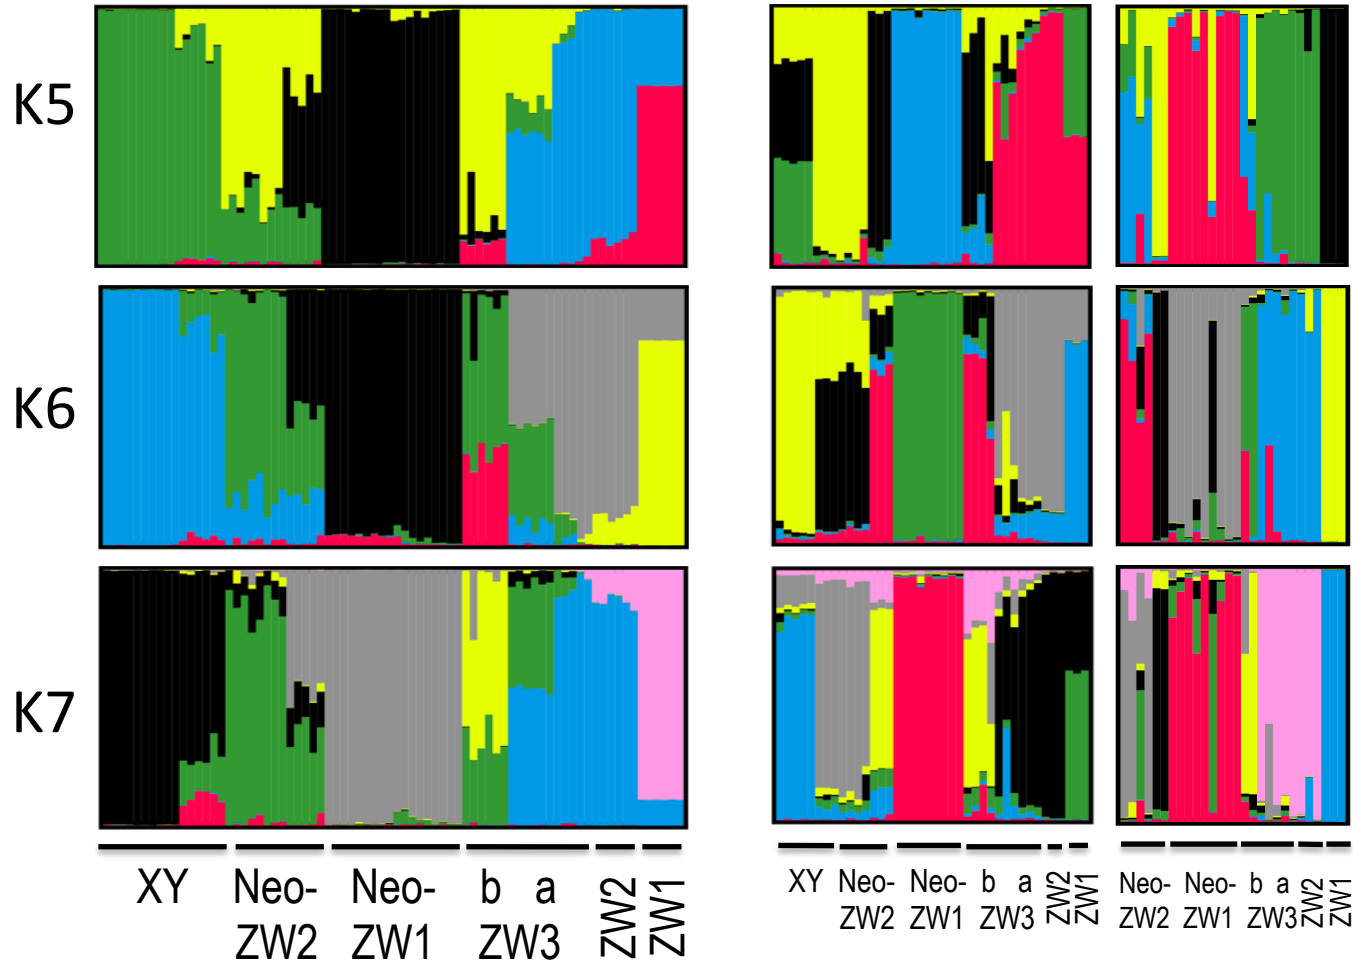 K5
K6
K7
XY Neo- Neo- b a ZW2 ZW1
ZW2 ZW1 ZW3
XY Neo- Neo- b a ZW2 ZW1
ZW2 ZW1 ZW3
Neo- Neo- b a ZW2 ZW1
ZW2 ZW1 ZW3